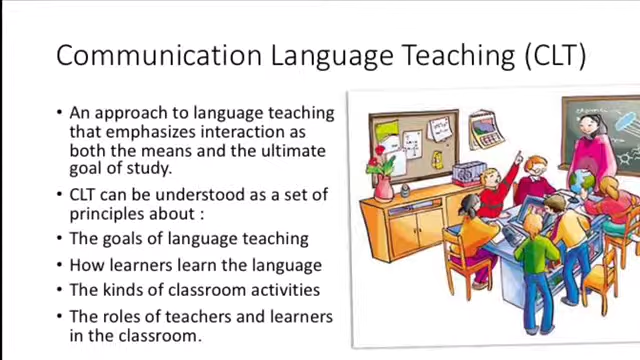 Communication Language Teaching (CLT)
• An approach to language teaching
that emphasizes interaction as
both the means and the ultimate
goal of study.
• CLT can be understood as a set of
principles about :
• The goals of language teaching
• How learners learn the language
• The kinds of classroom activities
• The roles of teachers and learners
in the classroom.